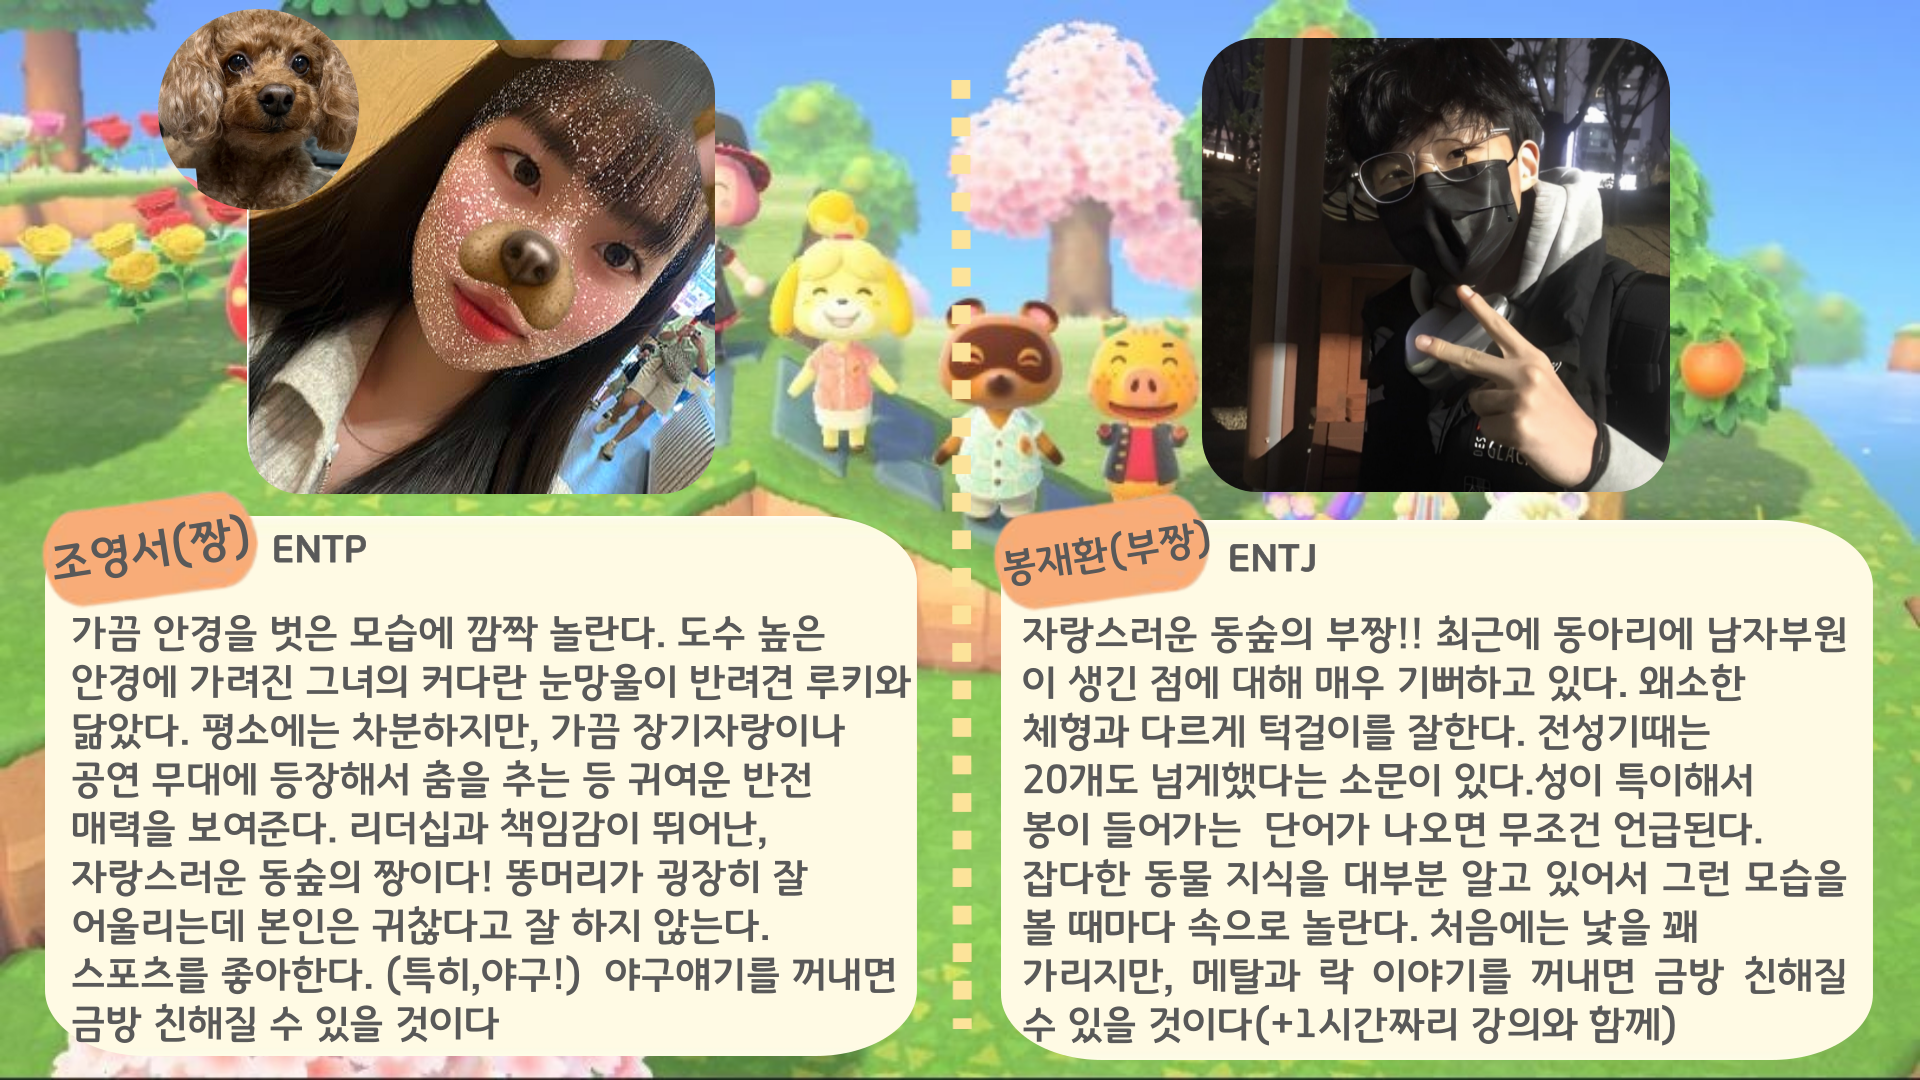 조영서(짱) ENTP
가끔 안경을 벗은 모습에 깜짝 놀란다. 도수 높은
안경에 가려진 그녀의 커다란 눈망울이 반려견 루키와
닮았다. 평소에는 차분하지만, 가끔 장기자랑이나
공연 무대에 등장해서 춤을 추는 등 귀여운 반전
매력을 보여준다. 리더십과 책임감이 뛰어난,
자랑스러운 동숲의 짱이다! 똥머리가 굉장히 잘
어울리는데 본인은 귀찮다고 잘 하지 않는다.
스포츠를 좋아한다. (특히,야구!) 야구얘기를 꺼내면
금방 친해질 수 있을 것이다
봉재환(부짱) ENTJ
자랑스러운 동숲의 부짱!! 최근에 동아리에 남자부원
이 생긴 점에 대해 매우 기뻐하고 있다. 왜소한
체형과 다르게 턱걸이를 잘한다. 전성기때는
20개도 넘게했다는 소문이 있다.성이 특이해서
봉이 들어가는 단어가 나오면 무조건 언급된다.
잡다한 동물 지식을 대부분 알고 있어서 그런 모습을
볼 때마다 속으로 놀란다. 처음에는 낯을 꽤
가리지만, 메탈과 락 이야기를 꺼내면 금방 친해질
수 있을 것이다(+1시간짜리 강의와 함께)